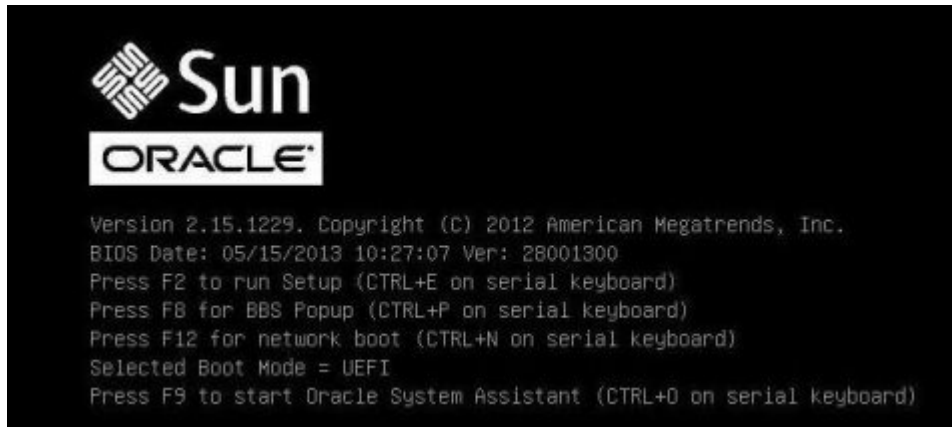 Sun
ORACLE
Version 2.15.1229. Copyright (C) 2012 American Megatrends, Inc.
BIOS Date: 05/15/2013 10:27:07 Ver: 28001300
Press F2 to run Setup (CTRL+E on serial keyboard)
Press F8 for BBS Popup (CTRL+P on serial keyboard)
Press F12 for network boot (CTRL+N on serial keyboard)
Selected Boot Mode = UEFI
Press F9 to start Oracle System Assistant (CTRL+O on serial keyboard)